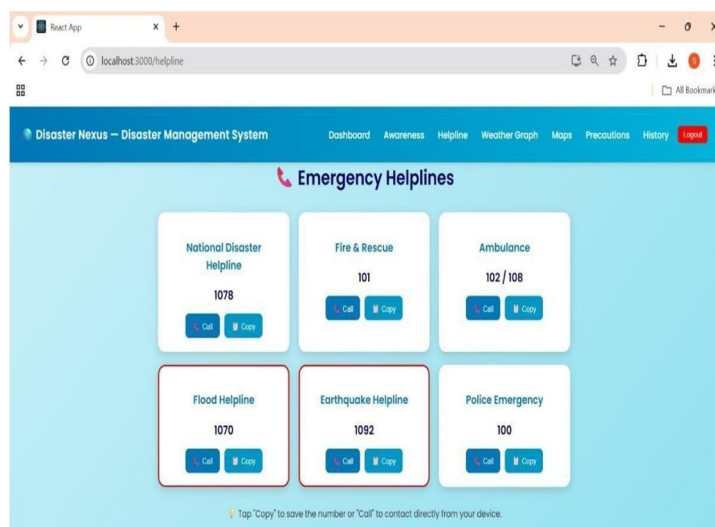 React App
localhost:3000/helpline
S
All Bookmark
Disaster Nexus — Disaster Management System
Dashboard Awareness Helpline Weather Graph Maps Precautions History Logout
Emergency Helplines
National Disaster
Helpline
1078
Call Copy
Fire & Rescue
101
Call Copy
Ambulance
102 / 108
Call Copy
Flood Helpline
1070
Call Copy
Earthquake Helpline
1092
Call Copy
Police Emergency
100
Call Copy
Tap "Copy" to save the number or "Call" to contact directly from your device.